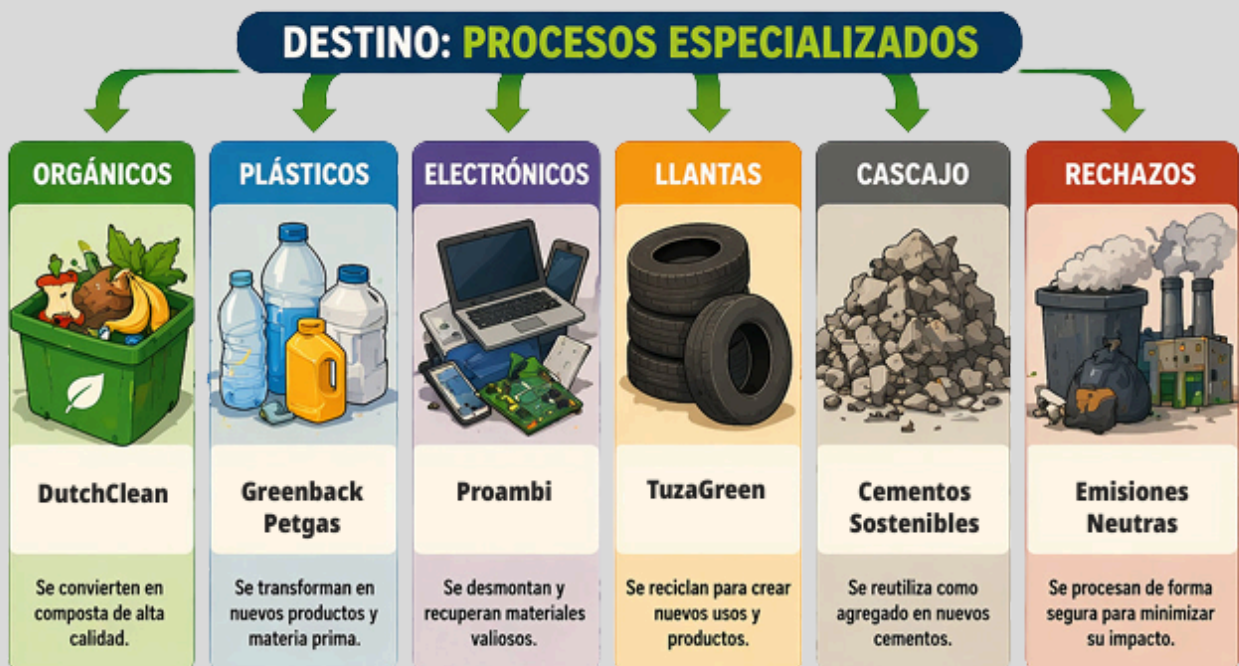 DESTINO: PROCESOS ESPECIALIZADOS
ORGÁNICOS
DutchClean
Se convierten en
composta de alta
calidad.
PLÁSTICOS
Greenback
Petgas
Se transforman en
nuevos productos y
materia prima.
ELECTRÓNICOS
Proambi
Se desmontan y
recuperan materiales
valiosos.
LLANTAS
TuzaGreen
Se reciclan para crear
nuevos usos y
productos.
CASCAJO
Cementos
Sostenibles
Se reutiliza como
agregado en nuevos
cementos.
RECHAZOS
Emisiones
Neutras
Se procesan de forma
segura para minimizar
su impacto.